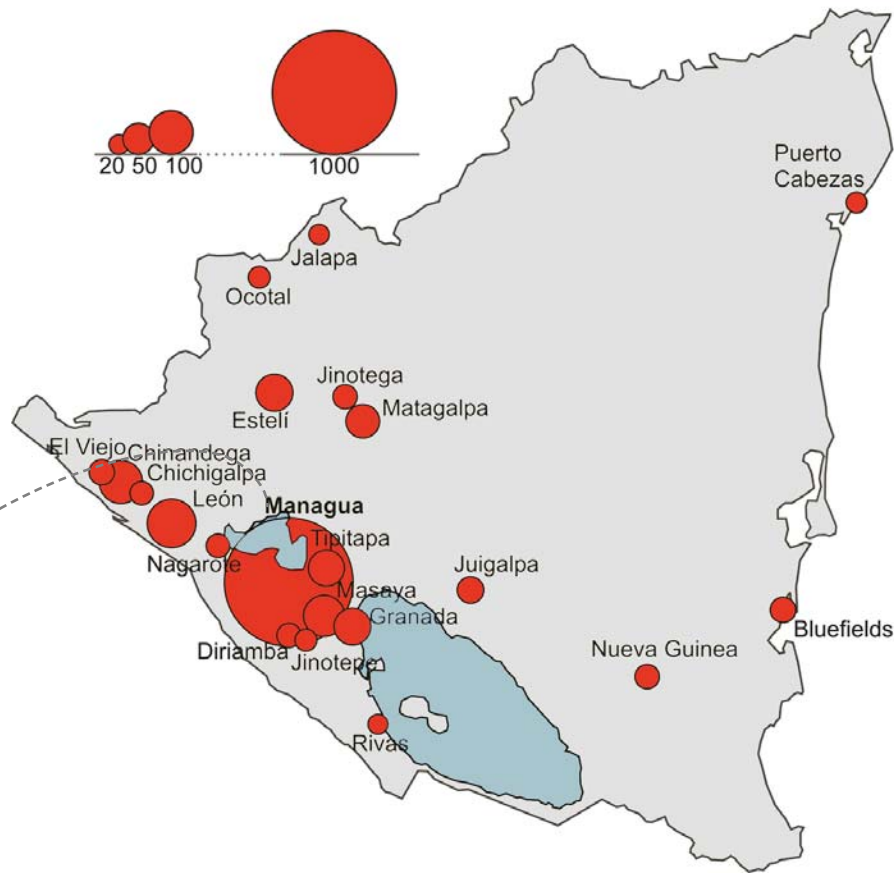 20 50 100 1000
Puerto
Cabezas
Jalapa
Ocotal
Jinotega
Estelí
Matagalpa
El Viejo
Chinandega
Chichigalpa
León
Managua
Nagarote
Tipitapa
Juigalpa
Masaya
Granada
Bluefields
Diriamba
Jinotepe
Nueva Guinea
Rivas